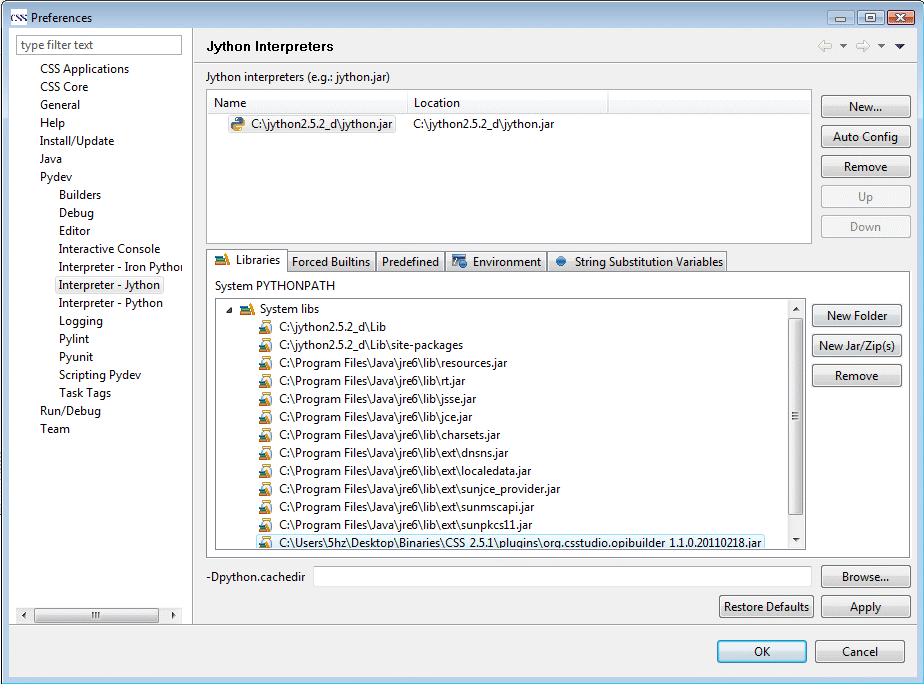 CSS Preferences
type filter text
CSS Applications
CSS Core
General
Help
Install/Update
Java
Pydev
Builders
Debug
Editor
Interactive Console
Interpreter - Iron Python
Interpreter - Jython
Interpreter - Python
Logging
Pylint
Pyunit
Scripting Pydev
Task Tags
Run/Debug
Team
Jython Interpreters
Jython interpreters (e.g.: jython.jar)
Name Location
C:\jython2.5.2_d\jython.jar C:\jython2.5.2_d\jython.jar
New...
Auto Config
Remove
Up
Down
Libraries Forced Builtins Predefined Environment String Substitution Variables
System PYTHONPATH
System libs
C:\jython2.5.2_d\Lib
C:\jython2.5.2_d\Lib\site-packages
C:\Program Files\Java\jre6\lib\resources.jar
C:\Program Files\Java\jre6\lib\rt.jar
C:\Program Files\Java\jre6\lib\jsse.jar
C:\Program Files\Java\jre6\lib\jce.jar
C:\Program Files\Java\jre6\lib\charsets.jar
C:\Program Files\Java\jre6\lib\ext\dnsns.jar
C:\Program Files\Java\jre6\lib\ext\localedata.jar
C:\Program Files\Java\jre6\lib\ext\sunjce_provider.jar
C:\Program Files\Java\jre6\lib\ext\sunmscapi.jar
C:\Program Files\Java\jre6\lib\ext\sunpkcs11.jar
C:\Users\5hz\Desktop\Binaries\CSS 2.5.1\plugins\org.csstudio.opibuilder_1.1.0.20110218.jar
New Folder
New Jar/Zip(s)
Remove
-Dpython.cachedir
Browse...
Restore Defaults Apply
OK Cancel